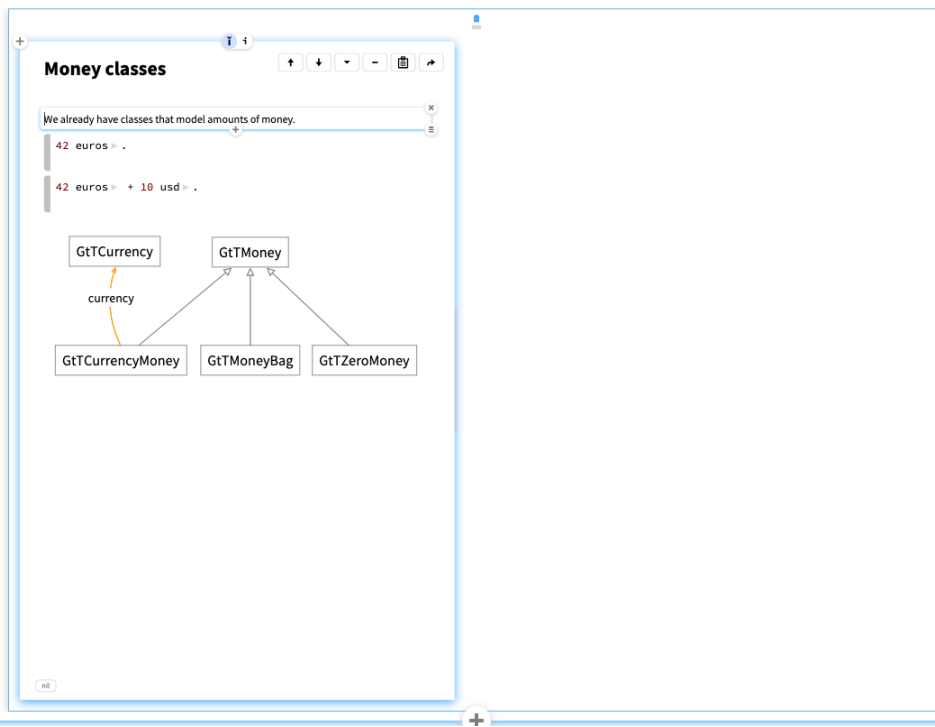 Money classes
We already have classes that model amounts of money.
42 euros .
42 euros + 10 usd .
GtTCurrency GtTMoney
currency
GtTCurrencyMoney GtTMoneyBag GtTZeroMoney
nil